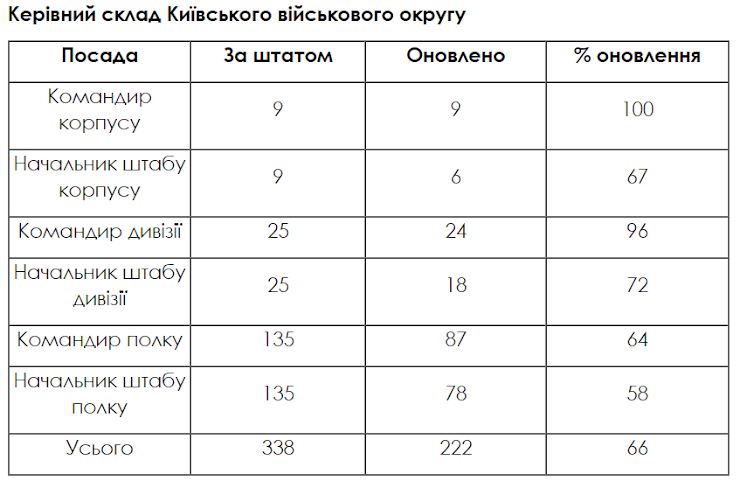 Керівний склад Київського військового округу
Посада За штатом Оновлено % оновлення
Командир
корпусу 9 9 100
Начальник штабу
корпусу 9 6 67
Командир дивізії 25 24 96
Начальник штабу
дивізії 25 18 72
Командир полку 135 87 64
Начальник штабу
полку 135 78 58
Усього 338 222 66